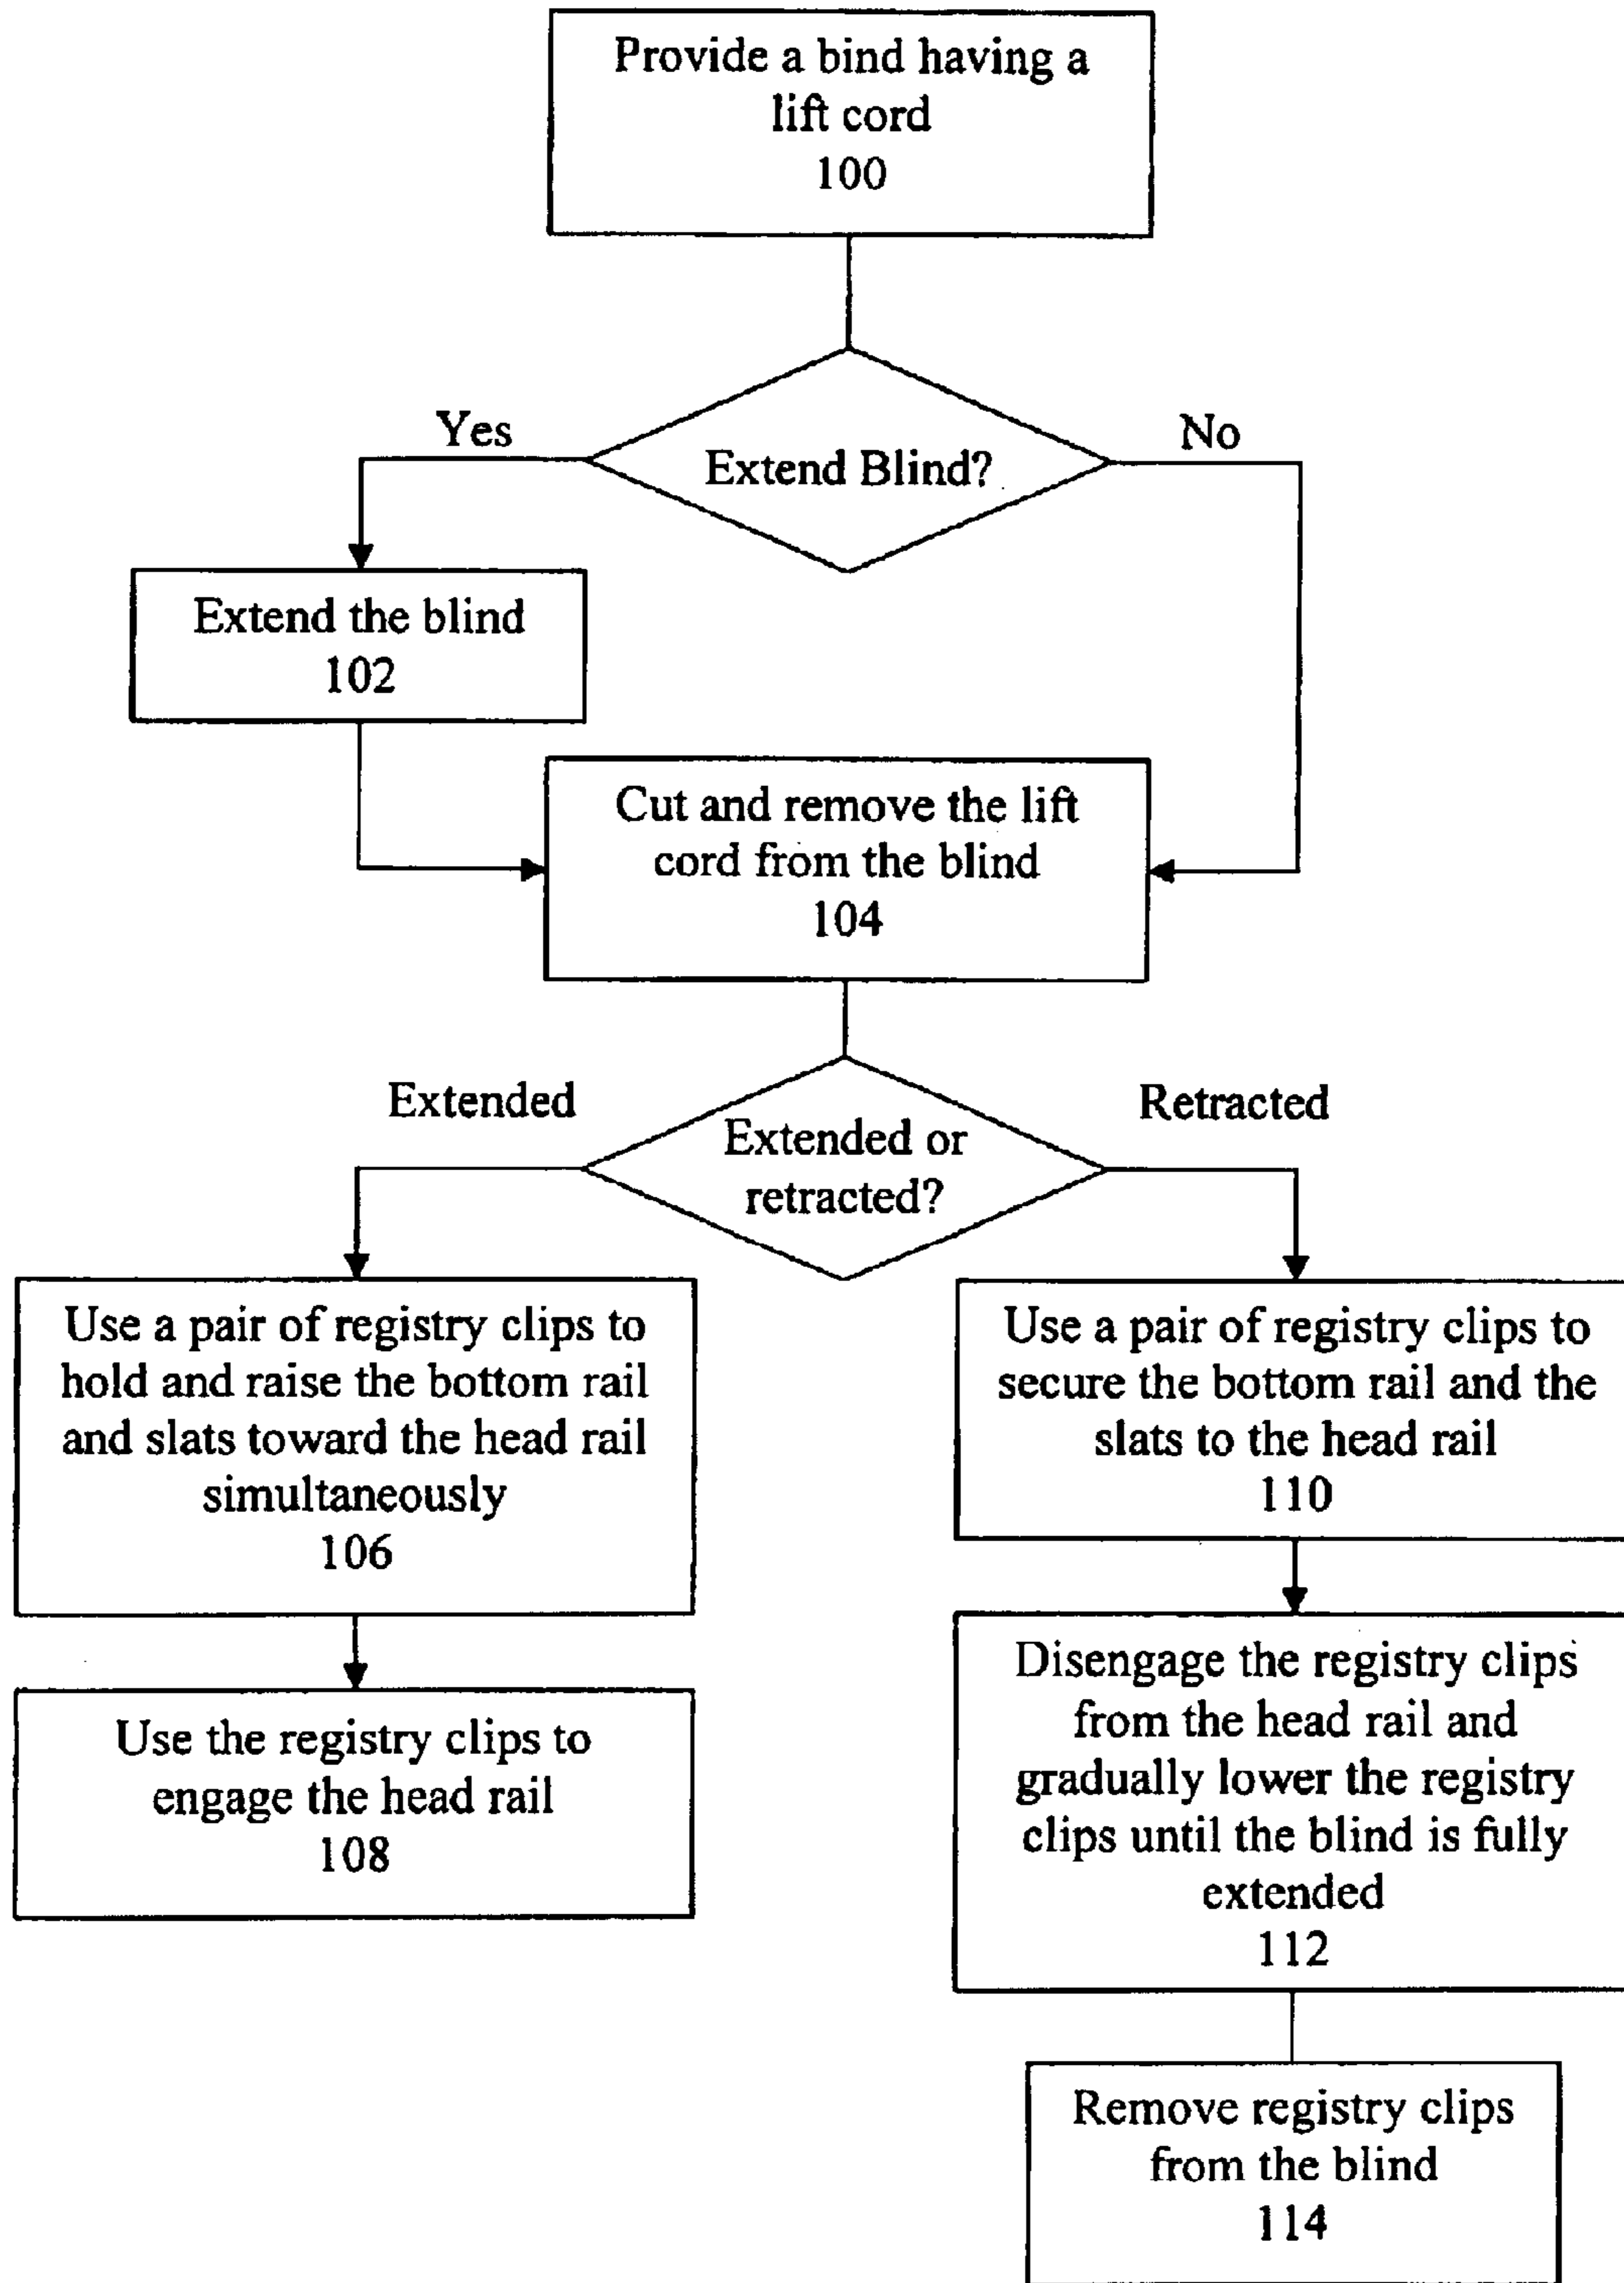 Provide a bind having a
lift cord
100
Yes
No
Extend Blind?
Extend the blind
102
Cut and remove the lift
cord from the blind
104
Extended
Retracted
Extended or
retracted?
Use a pair of registry clips to
hold and raise the bottom rail
and slats toward the head rail
simultaneously
106
Use a pair of registry clips to
secure the bottom rail and the
slats to the head rail
110
Use the registry clips to
engage the head rail
108
Disengage the registry clips
from the head rail and
gradually lower the registry
clips until the blind is fully
extended
112
Remove registry clips
from the blind
114